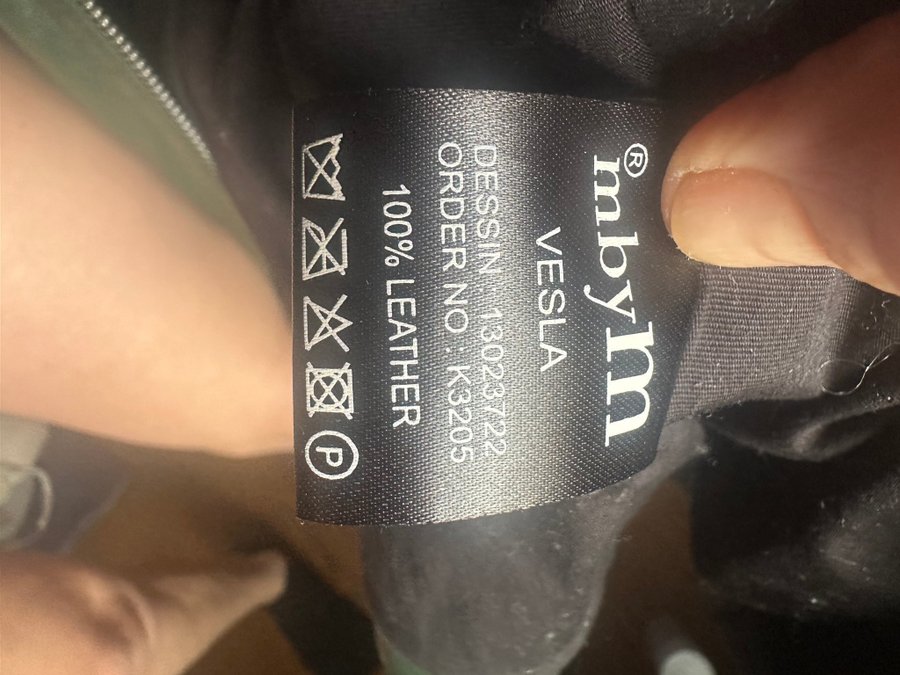 mbyM®
VESLA
DESSIN 13023722
ORDER NO : K3205
100% LEATHER
P